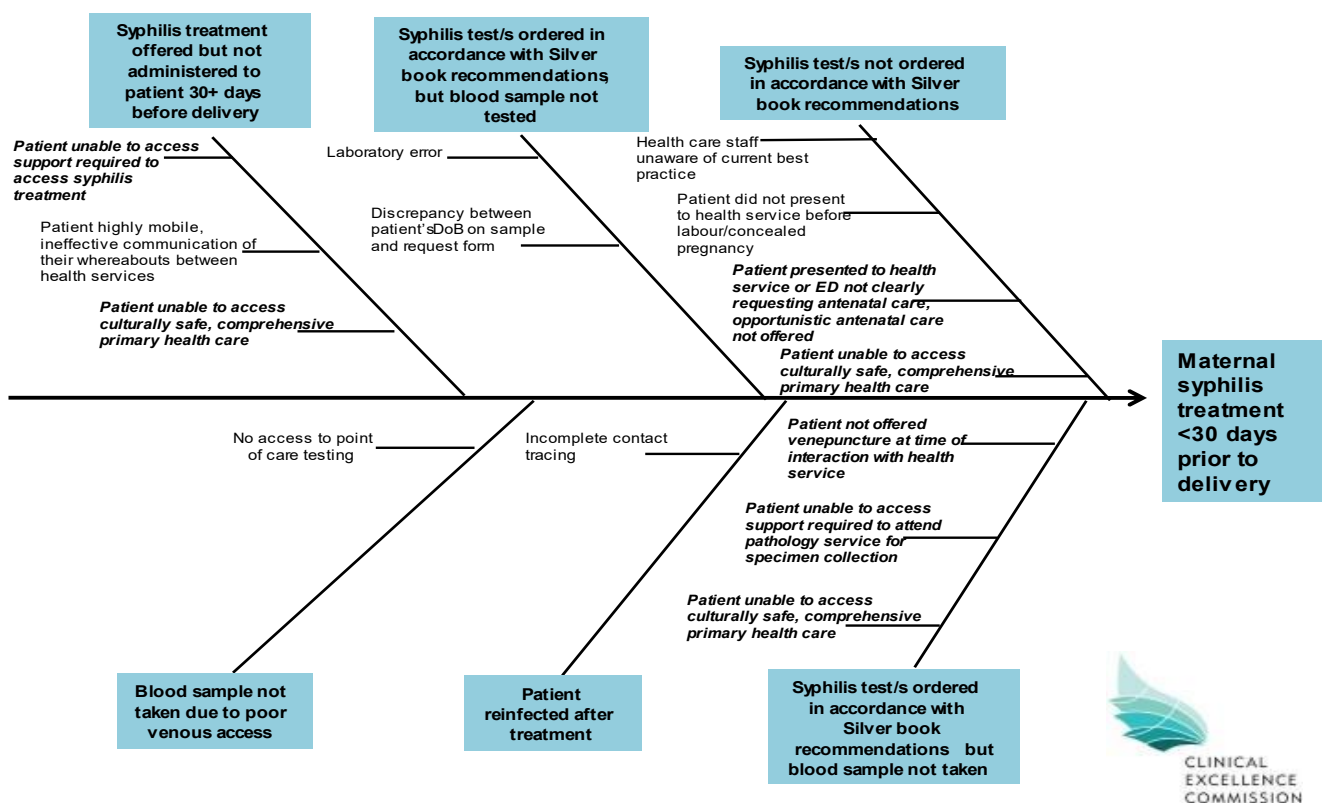 Syphilis treatment
offered but not
administered to
patient 30+ days
before delivery
Syphilis test/s ordered in
accordance with Silver
book recommendations,
but blood sample not
tested
Syphilis test/s not ordered
in accordance with Silver
book recommendations
Patient unable to access
support required to
access syphilis
treatment
Patient highly mobile,
ineffective communication of
their whereabouts between
health services
Patient unable to access
culturally safe, comprehensive
primary health care
Laboratory error
Discrepancy between
patient'sDoB on sample
and request form
Health care staff
unaware of current best
practice
Patient did not present
to health service before
labour/concealed
pregnancy
Patient presented to health
service or ED not clearly
requesting antenatal care,
opportunistic antenatal care
not offered
Patient unable to access
culturally safe, comprehensive
primary health care
Maternal
syphilis
treatment
<30 days
prior to
delivery
No access to point
of care testing
Incomplete contact
tracing
Patient not offered
venepuncture at time of
interaction with health
service
Patient unable to access
support required to attend
pathology service for
specimen collection
Patient unable to access
culturally safe, comprehensive
primary health care
Blood sample not
taken due to poor
venous access
Patient
reinfected after
treatment
Syphilis test/s ordered
in accordance with
Silver book
recommendations but
blood sample not taken
CLINICAL
EXCELLENCE
COMMISSION